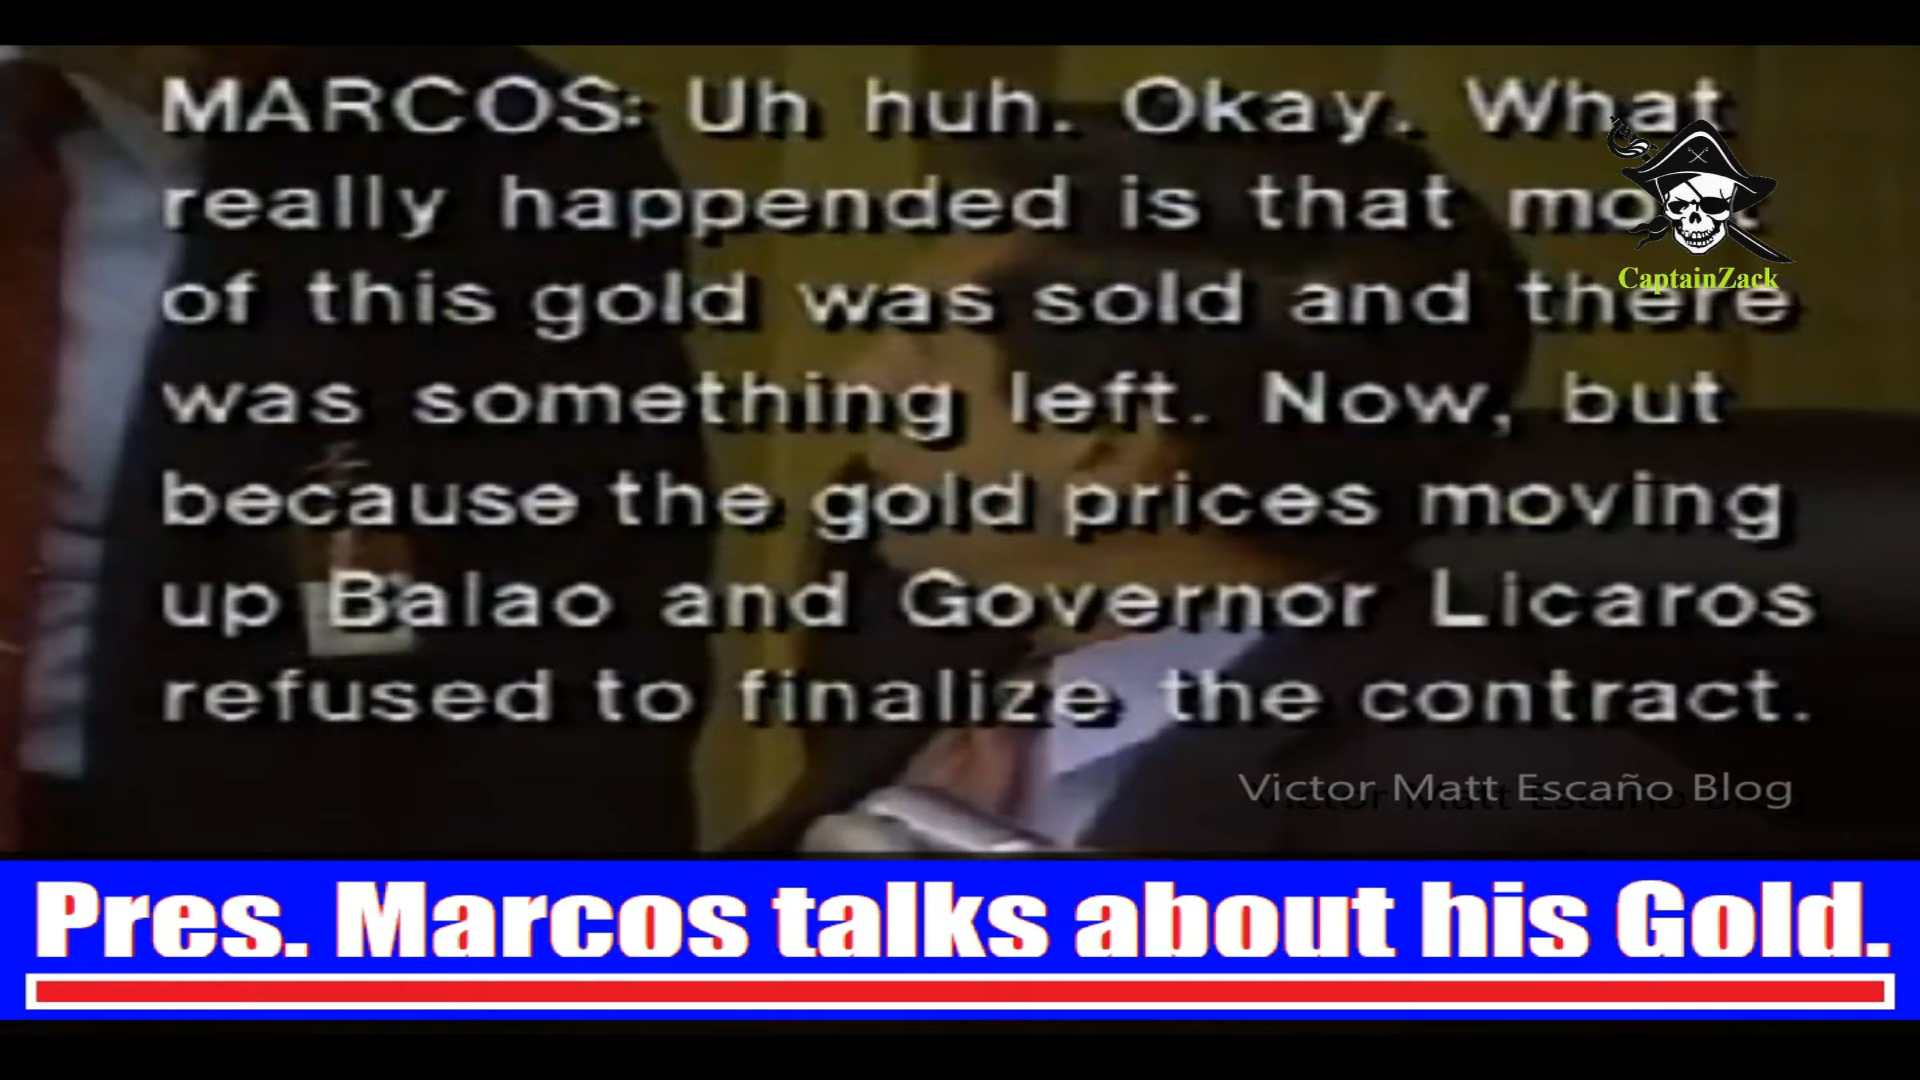 MARCOS: Uh huh. Okay. What
really happened is that
of this gold was sold and there
was something left. Now, but
because the gold prices moving
up Balao and Governor Licaros
refused to finalize the contract.
CaptainZack
Victor Matt Escaño Blog
Pres. Marcos talks about his Gold.